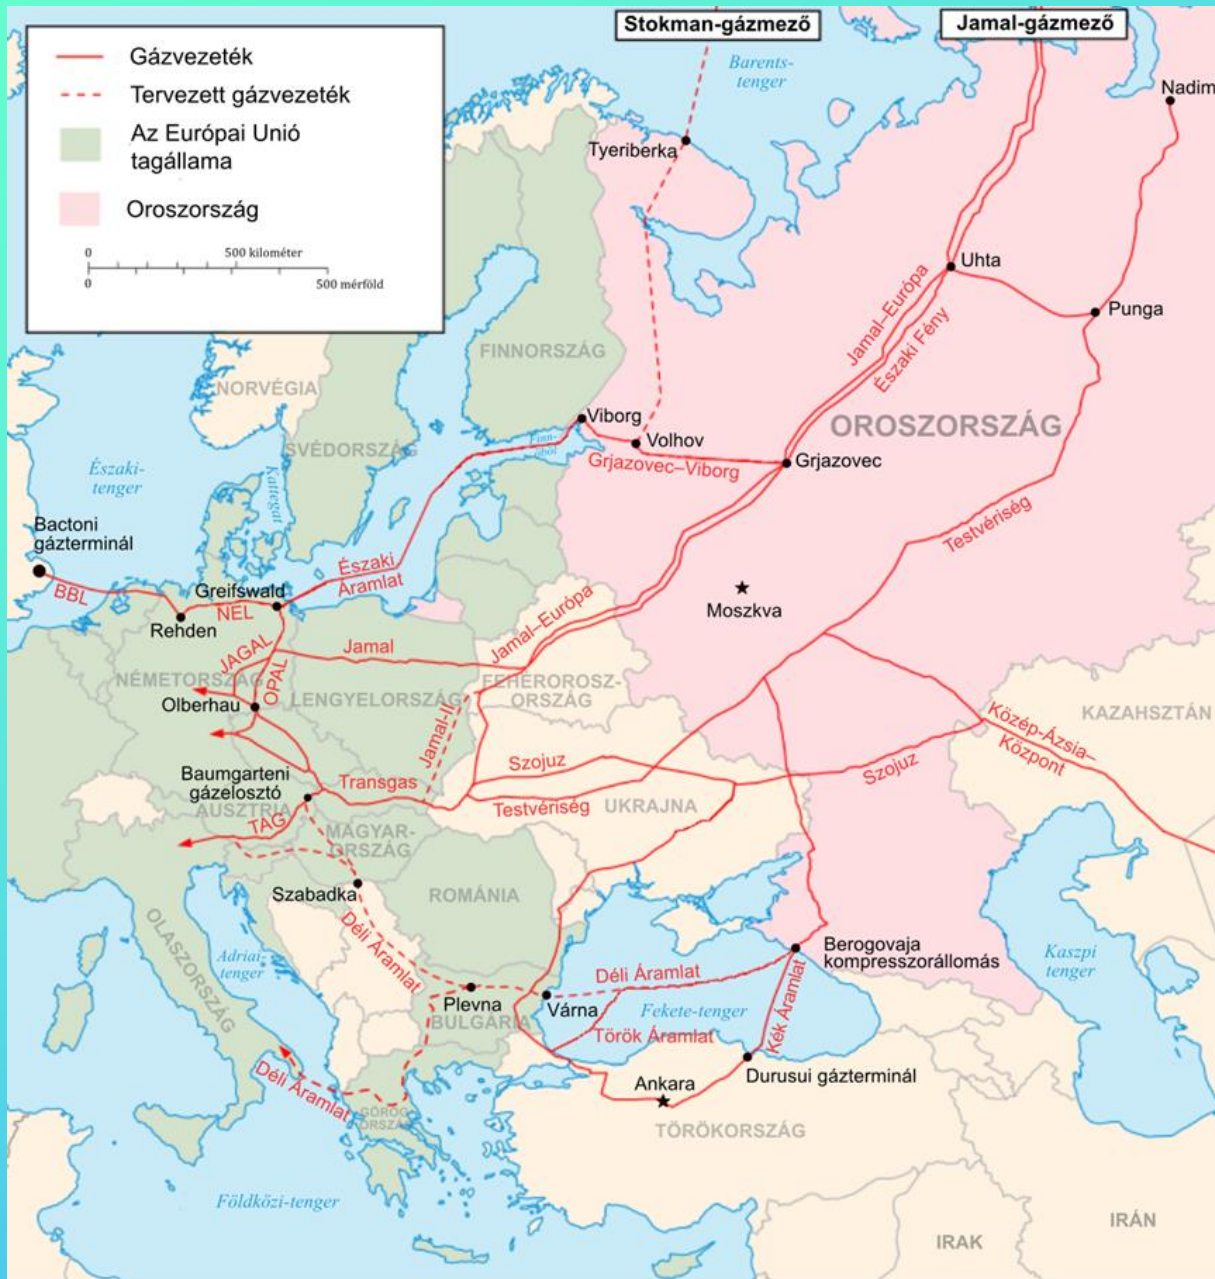 Stokman-gázmező
Jamal-gázmező
Gázvezeték
Tervezett gázvezeték
Az Európai Unió
tagállama
Oroszország
0
500 kilométer
0
500 mérföld
Barents-
tenger
Nadim
Tyeriberka
Uhta
Punga
Jamal–Európa
Északi Fény
FINNORSZÁG
NORVÉGIA
SVÉDORSZÁG
OROSZORSZÁG
Viborg
Volhov
Finn-
öböl
Grjazovec–Viborg
Grjazovec
Északi-
tenger
Kattegat
Testvériség
Bactoni
gázterminál
BBL
Greifswald
NEL
Rehden
Északi
Áramlat
Moszkva
Jamal–Európa
JAGAL
OPAL
Jamal
NÉMETORSZÁG
LENGYELORSZÁG
FEHÉROROSZ-
ORSZÁG
Olberhau
Jamal-II
KAZAHSZTÁN
Közép-Ázsia–
Központ
Szojuz
Szojuz
Baumgarteni
gázelosztó
Transgas
Testvériség
UKRAJNA
AUSZTRIA
TAG
MAGYAR-
ORSZÁG
Szabadka
ROMÁNIA
OLASZORSZÁG
Adriai-
tenger
Déli Áramlat
Berogovaja
kompresszorállomás
Kaszpi
tenger
Déli Áramlat
Plevna
Várna
Fekete-tenger
BULGÁRIA
Török Áramlat
Kék Áramlat
Déli Áramlat
Ankara
Durusui gázterminál
GÖRÖG-
ORSZÁG
TÖRÖKORSZÁG
Földközi-tenger
IRÁN
IRAK